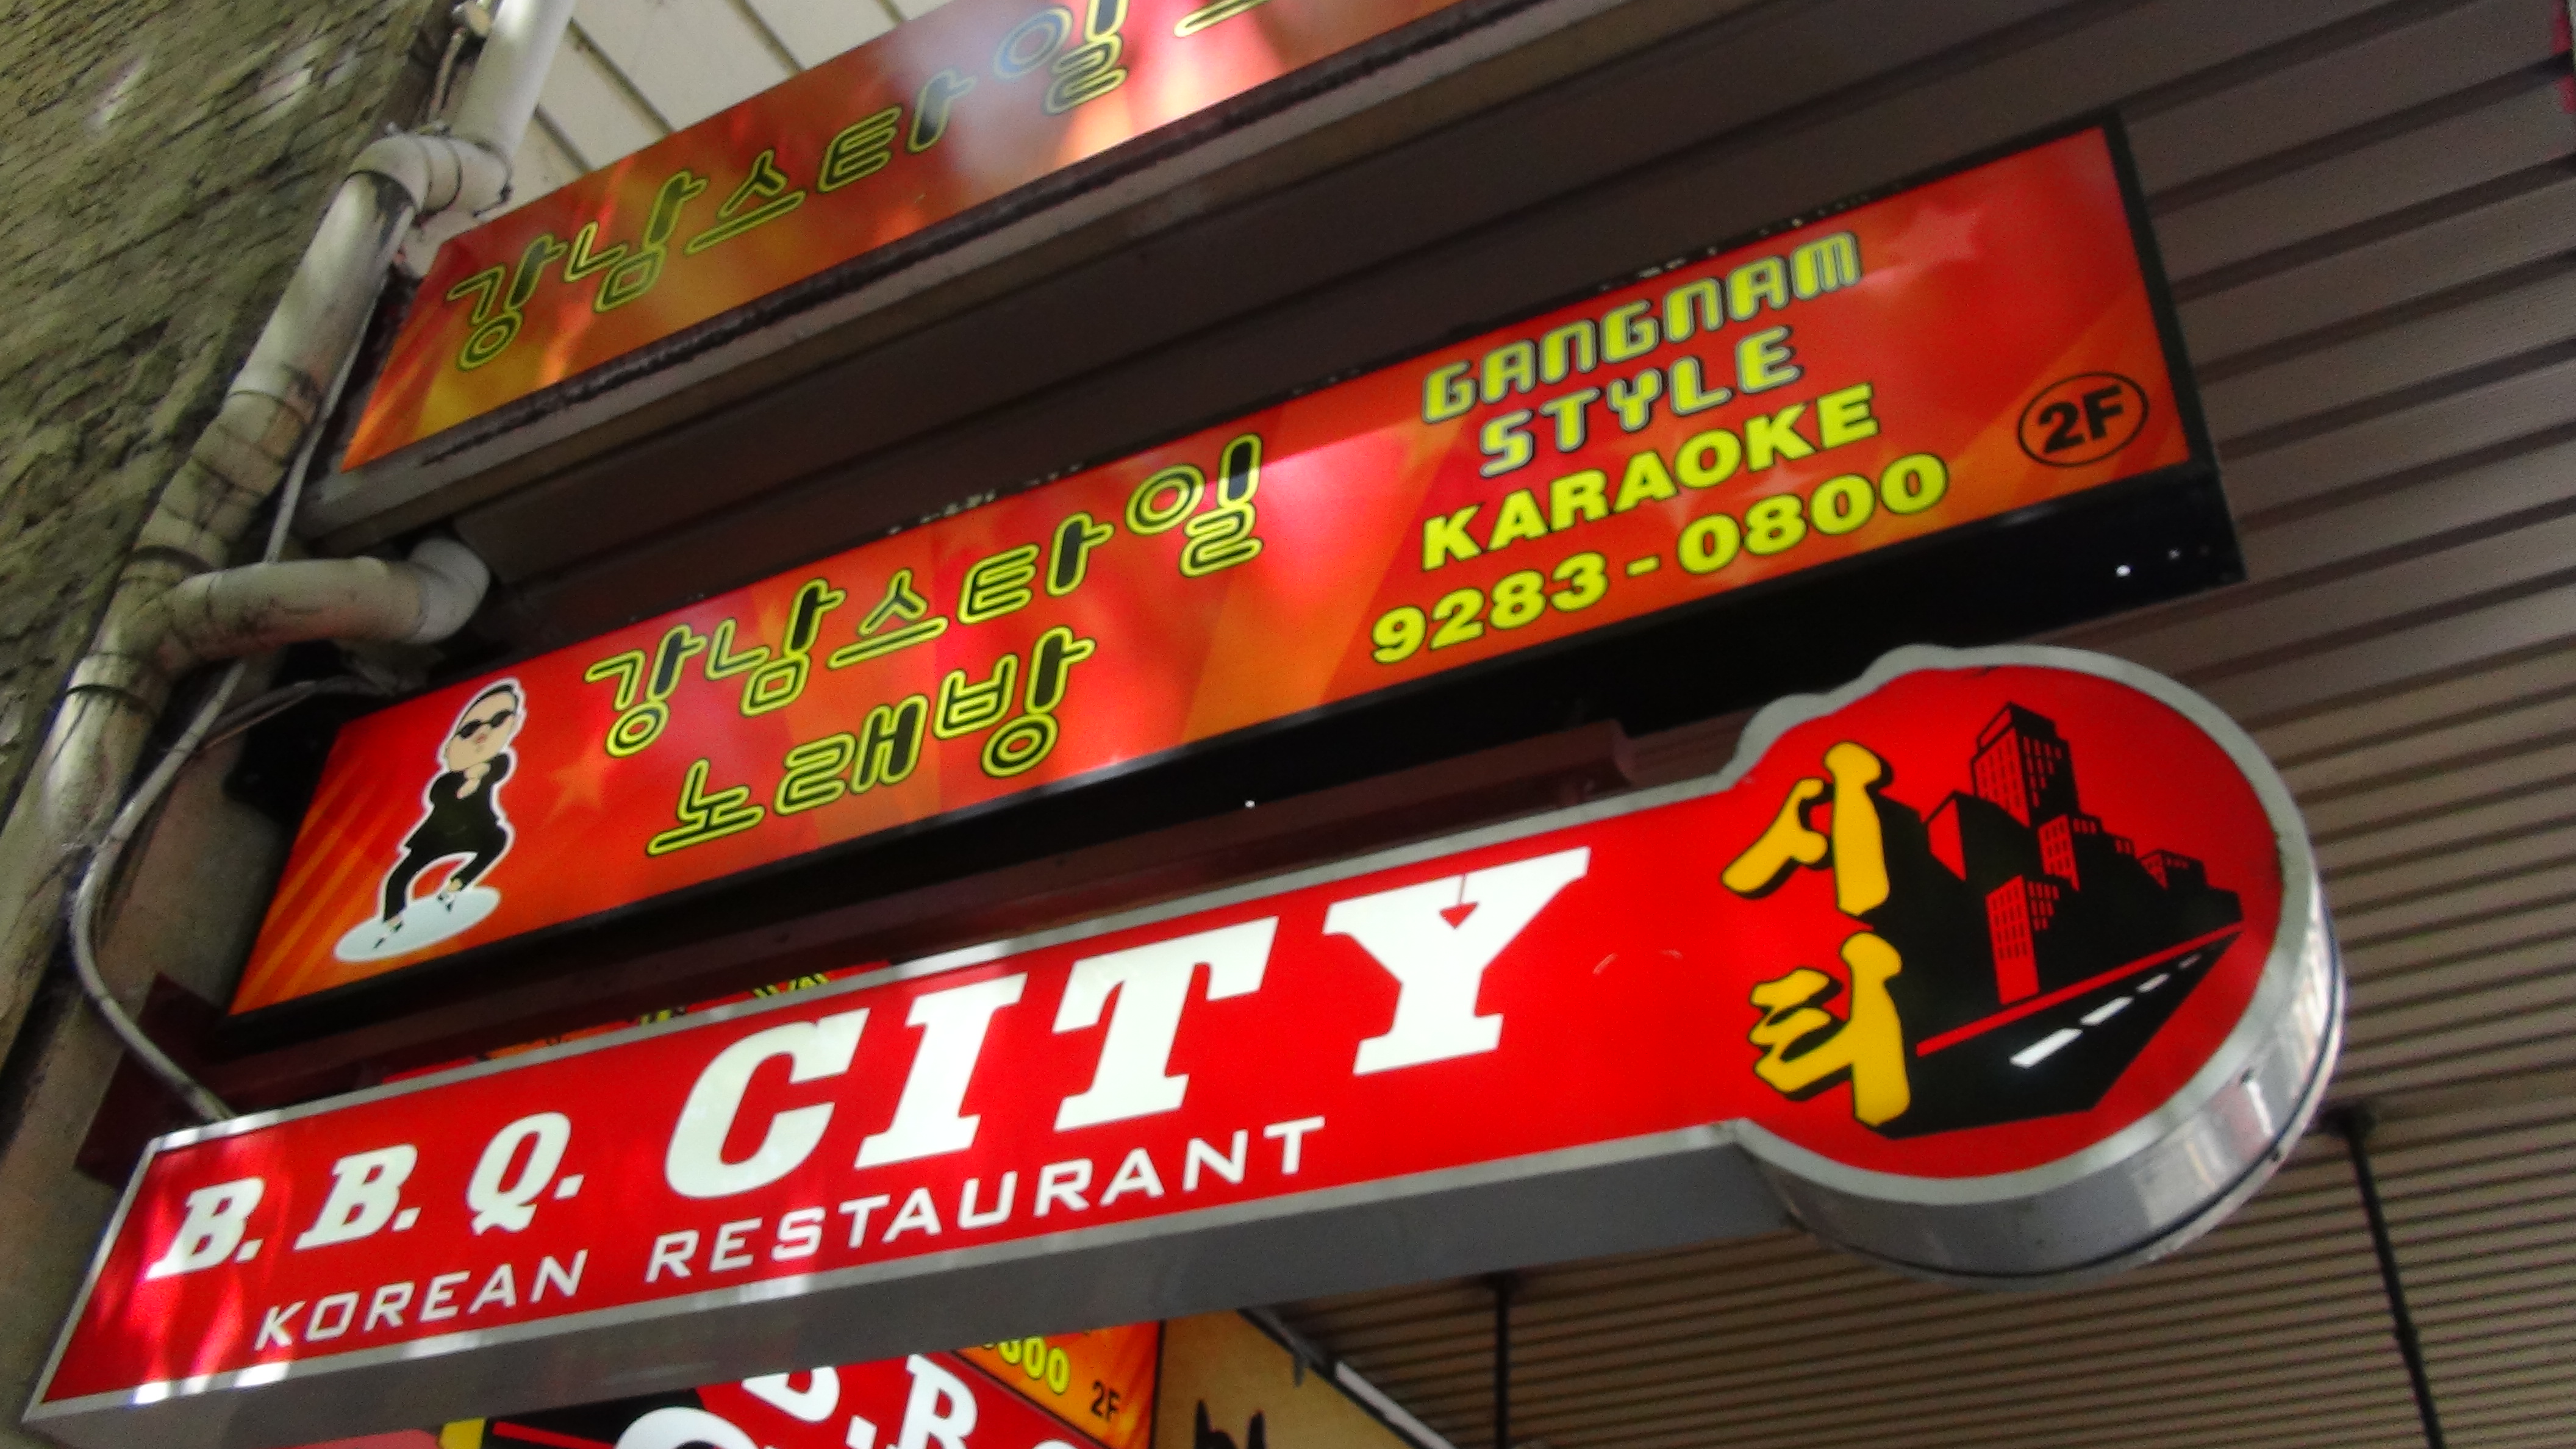 강남스타일
강남스타일
노래방
GANGNAM
STYLE
KARAOKE
9283-0800
2F
B.B.Q. CITY
KOREAN RESTAURANT
시티
2F
B.B.